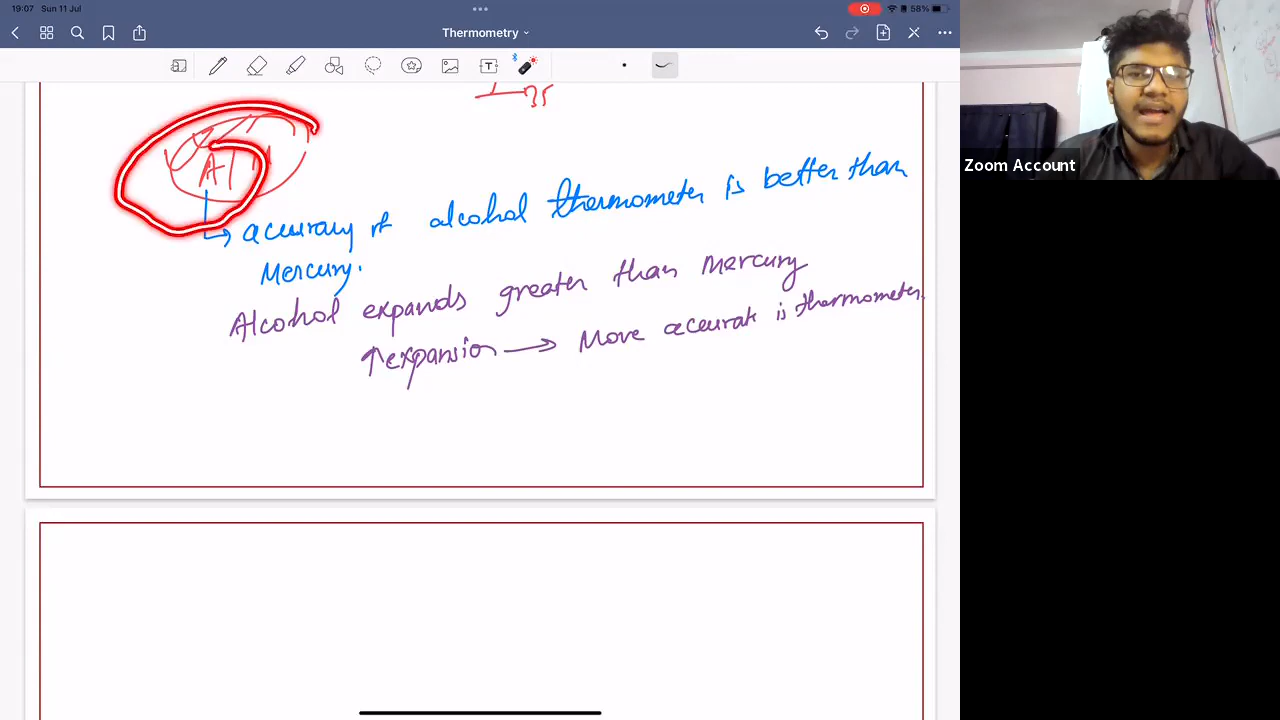 19:07 Sun 11 Jul
58%
Thermometry
35
accuracy of alcohol thermometer is better than
Mercury.
Alcohol expands greater than mercury
↑expansion → More accurate is thermometer.
Zoom Account